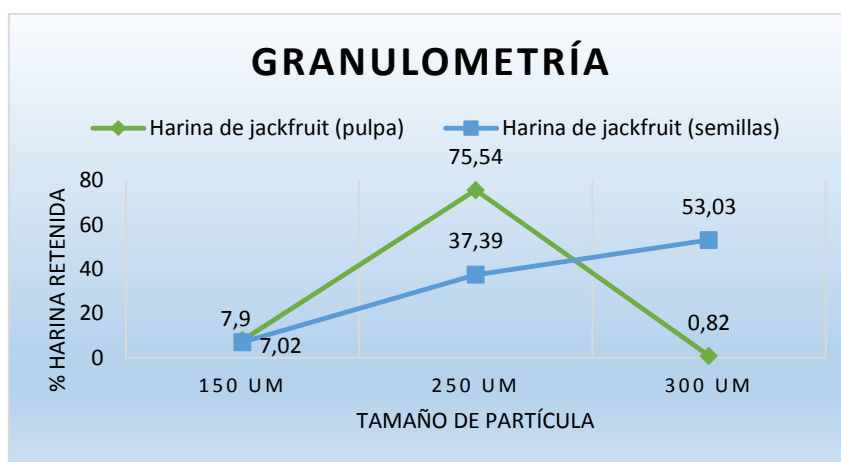 GRANULOMETRÍA
Harina de jackfruit (pulpa) Harina de jackfruit (semillas)
75,54
80
53,03
60
37,39
40
20
7,9
0,82
7,02
0
% HARINA RETENIDA
150 UM 250 UM 300 UM
TAMAÑO DE PARTÍCULA